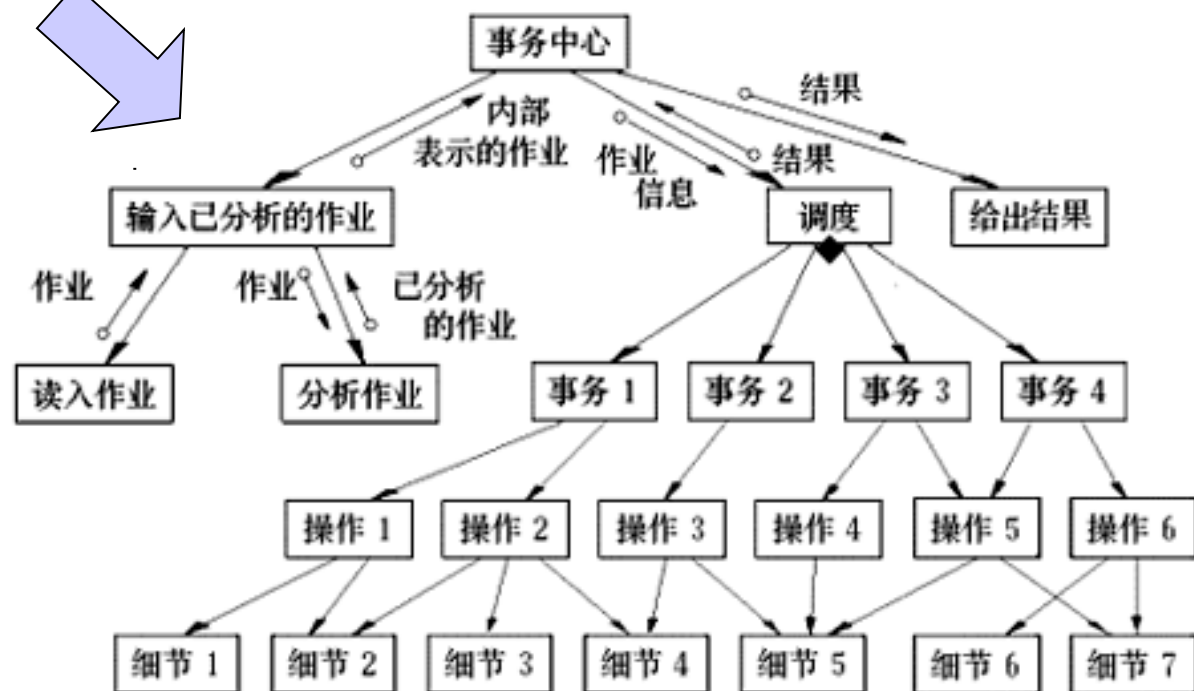 事务中心
结果
内部
表示的作业
作业
信息
结果
输入已分析的作业
调度
给出结果
作业
作业
已分析
的作业
读入作业
分析作业
事务 1
事务 2
事务 3
事务 4
操作 1
操作 2
操作 3
操作 4
操作 5
操作 6
细节 1
细节 2
细节 3
细节 4
细节 5
细节 6
细节 7